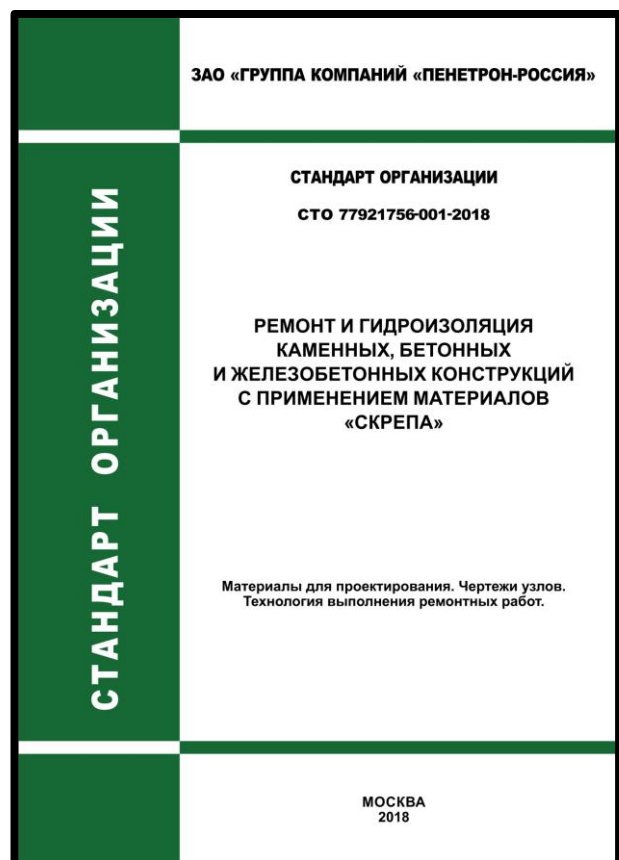 ЗАО «ГРУППА КОМПАНИЙ «ПЕНЕТРОН-РОССИЯ»
СТАНДАРТ ОРГАНИЗАЦИИ
СТАНДАРТ ОРГАНИЗАЦИИ
СТО 77921756-001-2018
РЕМОНТ И ГИДРОИЗОЛЯЦИЯ
КАМЕННЫХ, БЕТОННЫХ
И ЖЕЛЕЗОБЕТОННЫХ КОНСТРУКЦИЙ
С ПРИМЕНЕНИЕМ МАТЕРИАЛОВ
«СКРЕПА»
Материалы для проектирования. Чертежи узлов.
Технология выполнения ремонтных работ.
МОСКВА
2018